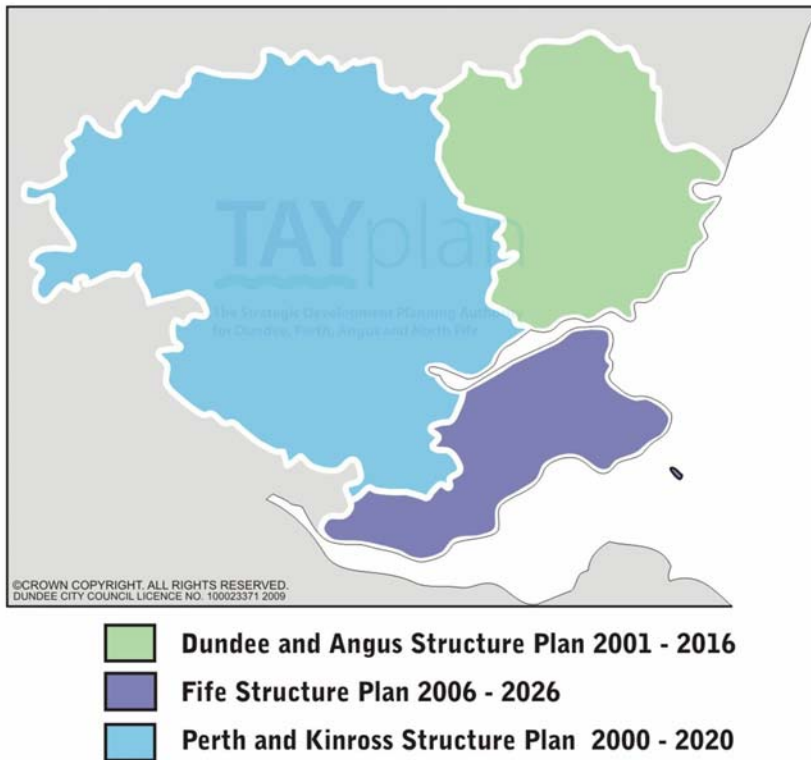 TAYplan
The Strategic Development Planning Authority
for Dundee, Perth, Angus and North Fife
©CROWN COPYRIGHT. ALL RIGHTS RESERVED.
DUNDEE CITY COUNCIL LICENCE NO. 100023371 2009
Dundee and Angus Structure Plan 2001 - 2016
Fife Structure Plan 2006 - 2026
Perth and Kinross Structure Plan 2000 - 2020